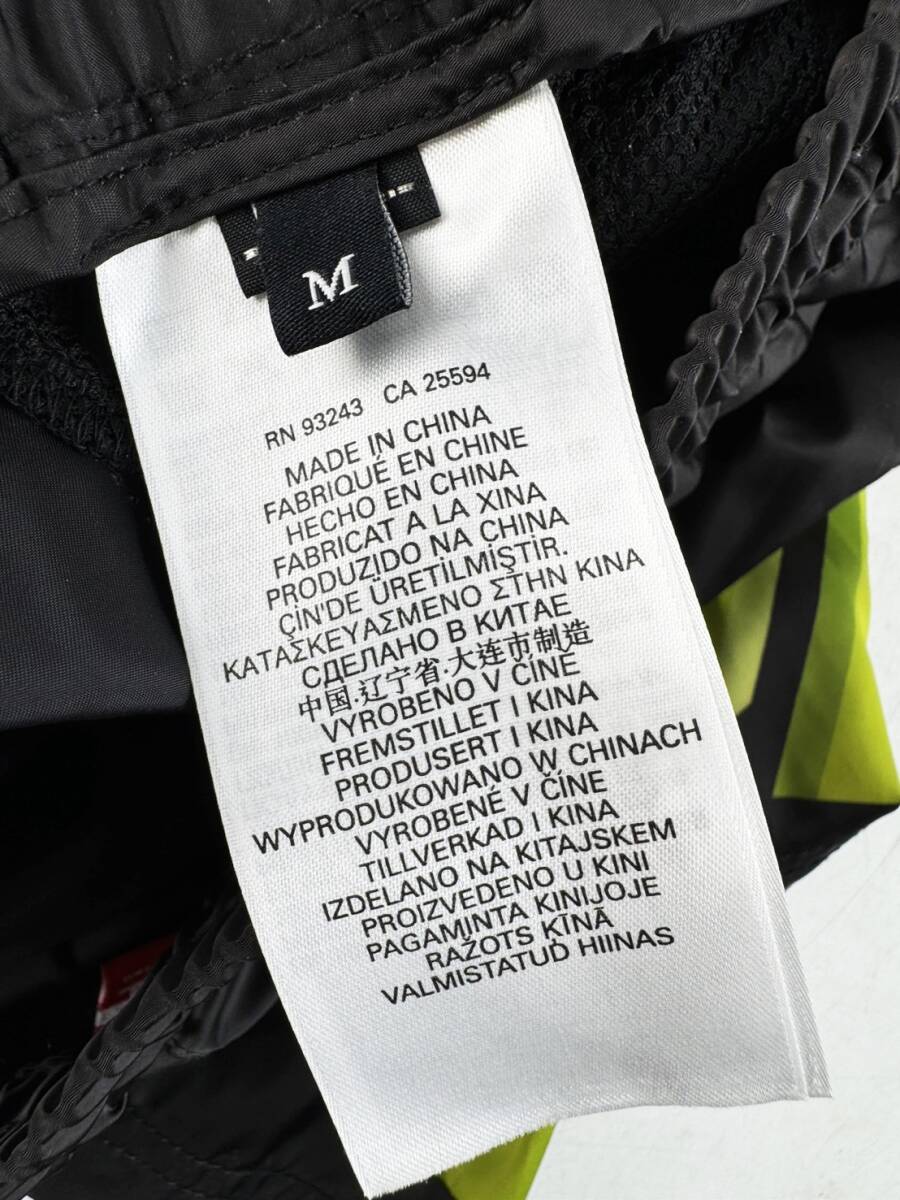 M
RN 93243 CA 25594
MADE IN CHINA
FABRIQUÉ EN CHINE
HECHO EN CHINA
FABRICAT A LA XINA
PRODUZIDO NA CHINA
ÇİN'DE ÜRETİLMİŞTİR.
ΚΑΤΑΣΚΕΥΑΣΜΕΝΟ ΣΤΗΝ ΚΙΝΑ
СДЕЛАНО В КИТАЕ
中国.辽宁省.大连市制造
VYROBENO V ČÍNĚ
FREMSTILLET I KINA
PRODUSERT I KINA
WYPRODUKOWANO W CHINACH
VYROBENÉ V ČÍNE
TILLVERKAD I KINA
IZDELANO NA KITAJSKEM
PROIZVEDENO U KINI
PAGAMINTA KINIJOJE
RAŽOTS ĶĪNĀ
VALMISTATUD HIINAS